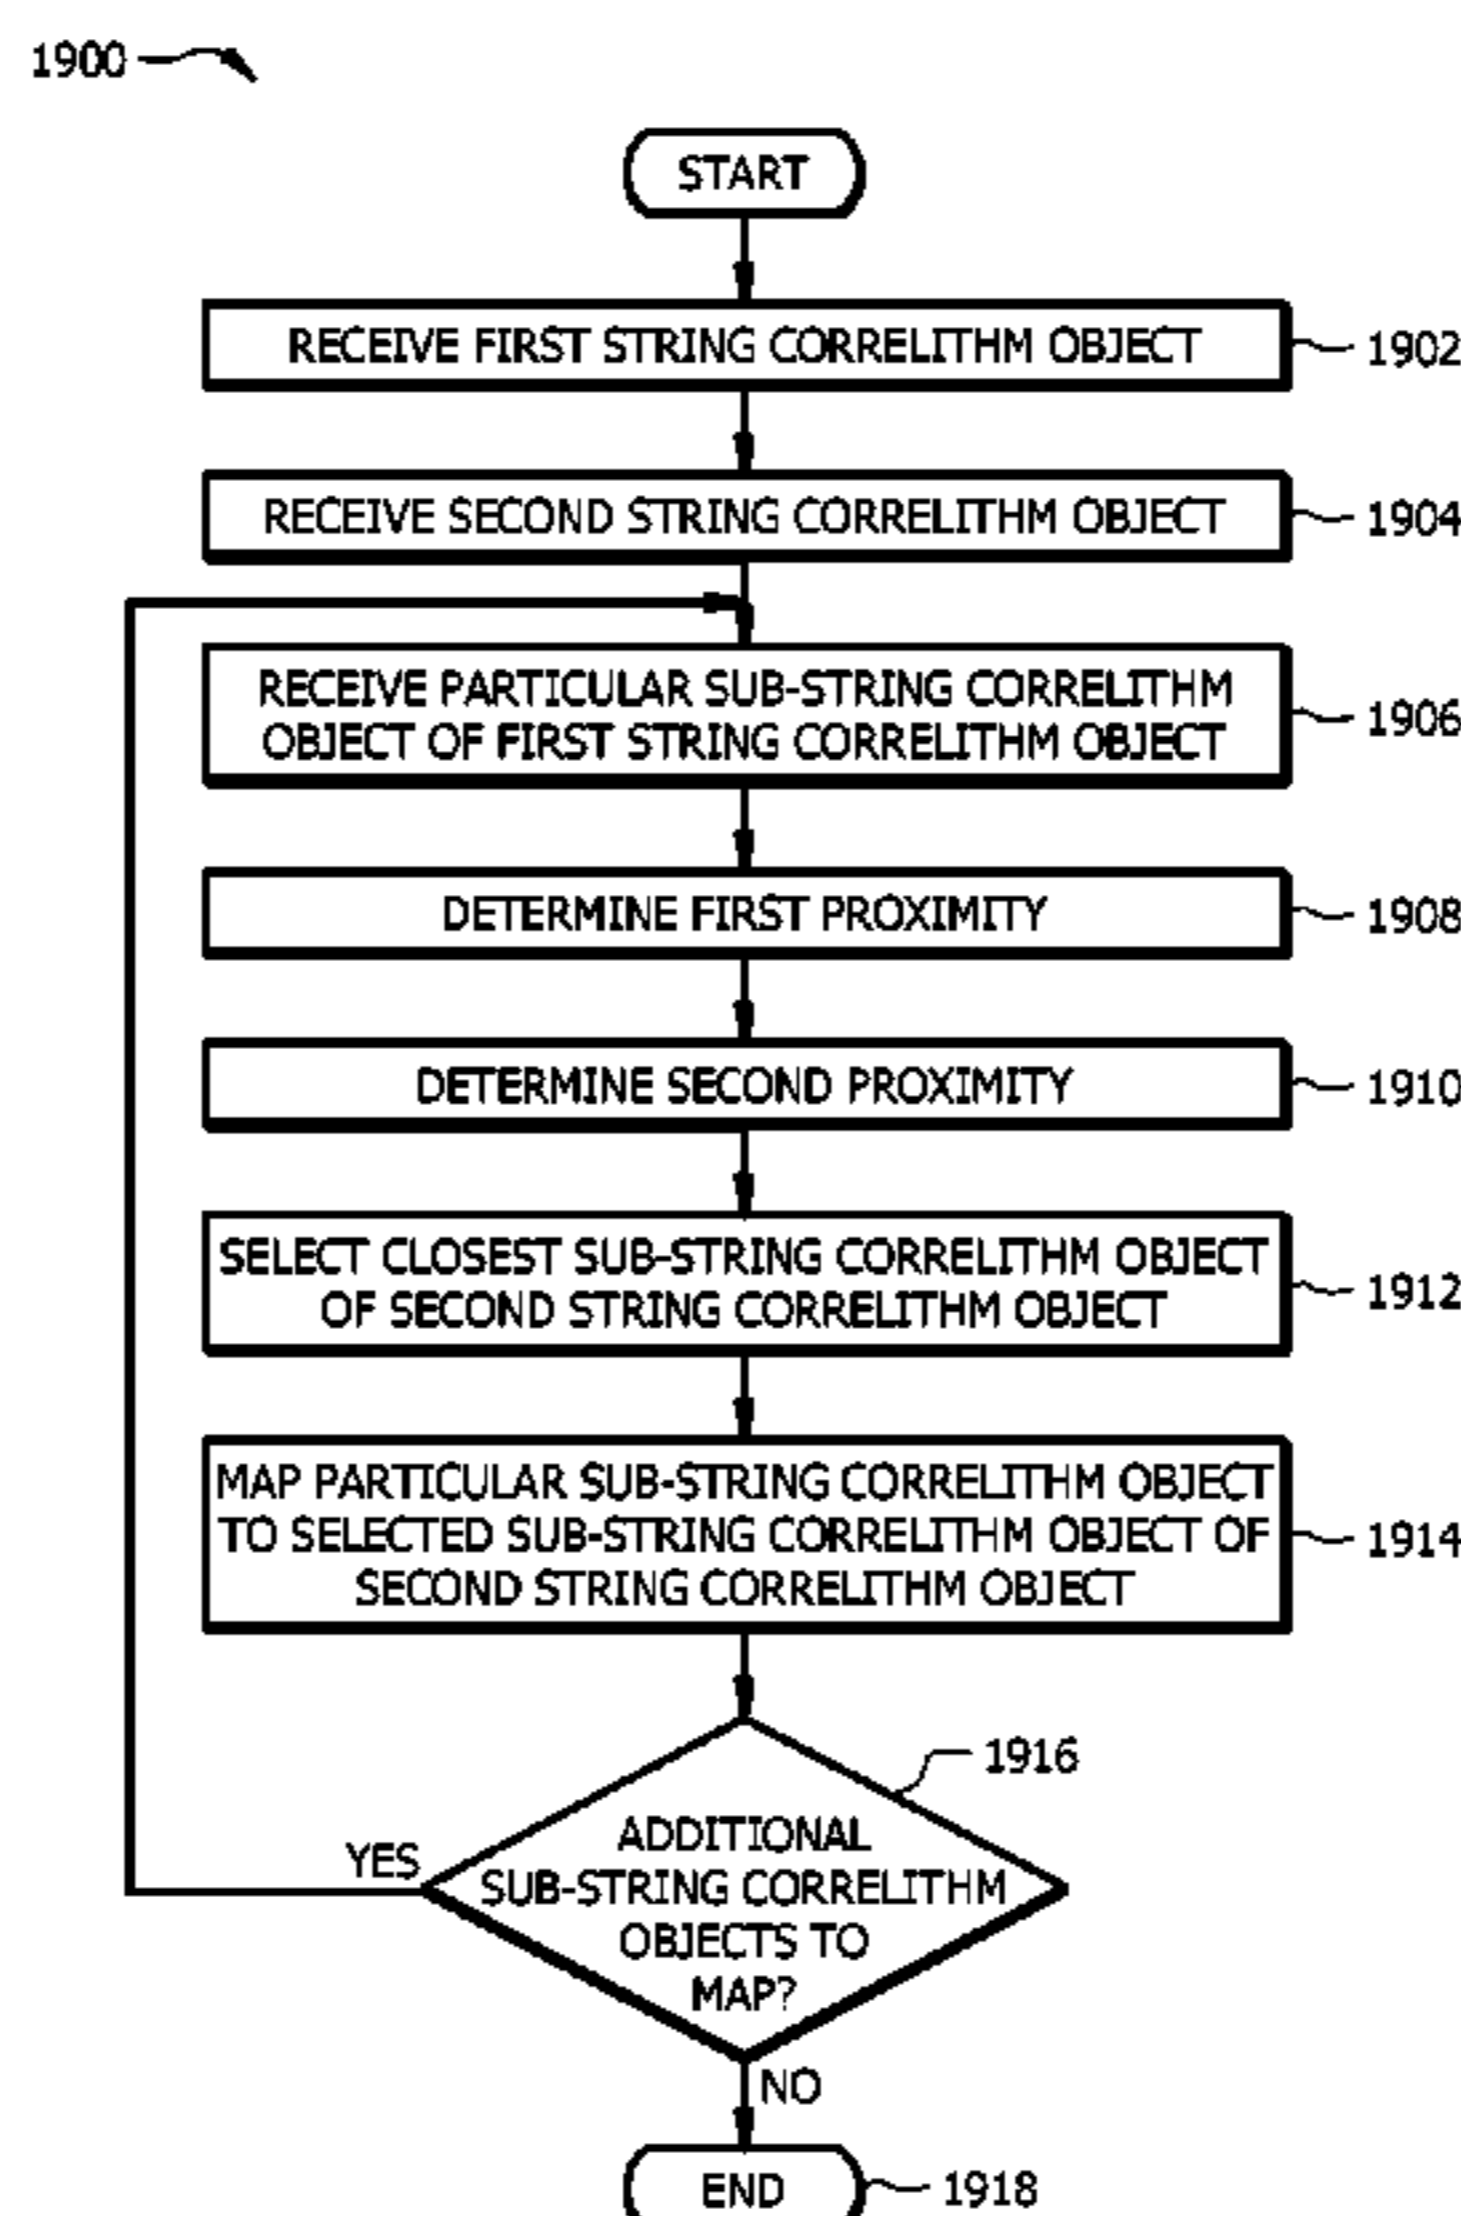 1900
START
RECEIVE FIRST STRING CORRELITHM OBJECT
1902
RECEIVE SECOND STRING CORRELITHM OBJECT
1904
RECEIVE PARTICULAR SUB-STRING CORRELITHM
OBJECT OF FIRST STRING CORRELITHM OBJECT
1906
DETERMINE FIRST PROXIMITY
1908
DETERMINE SECOND PROXIMITY
1910
SELECT CLOSEST SUB-STRING CORRELITHM OBJECT
OF SECOND STRING CORRELITHM OBJECT
1912
MAP PARTICULAR SUB-STRING CORRELITHM OBJECT
TO SELECTED SUB-STRING CORRELITHM OBJECT OF
SECOND STRING CORRELITHM OBJECT
1914
1916
ADDITIONAL
SUB-STRING CORRELITHM
OBJECTS TO
MAP?
YES
NO
END
1918